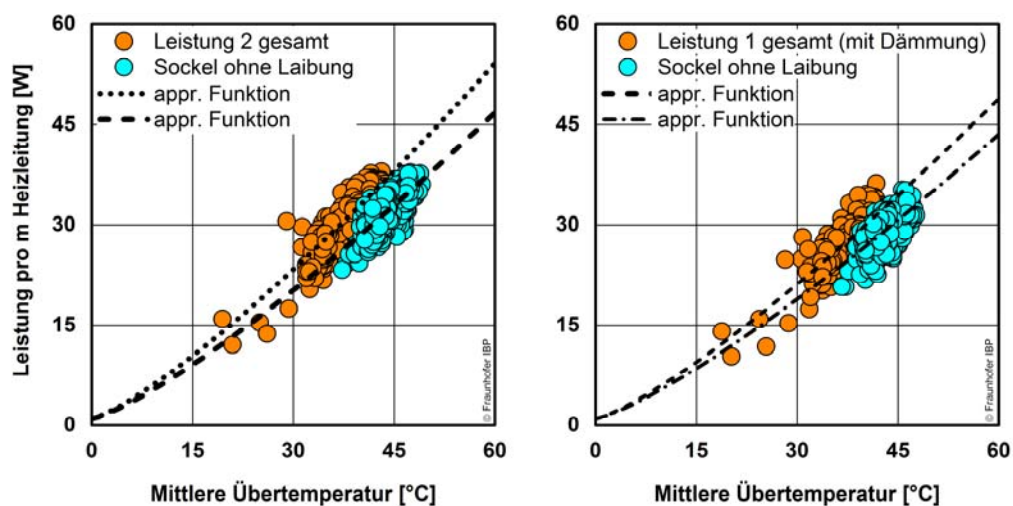 60
45
30
15
0
Leistung pro m Heizleitung [W]
Leistung 2 gesamt
Sockel ohne Laibung
appr. Funktion
appr. Funktion
© Fraunhofer IBP
0 15 30 45 60
Mittlere Übertemperatur [°C]
60
45
30
15
0
Leistung 1 gesamt (mit Dämmung)
Sockel ohne Laibung
appr. Funktion
appr. Funktion
© Fraunhofer IBP
0 15 30 45 60
Mittlere Übertemperatur [°C]